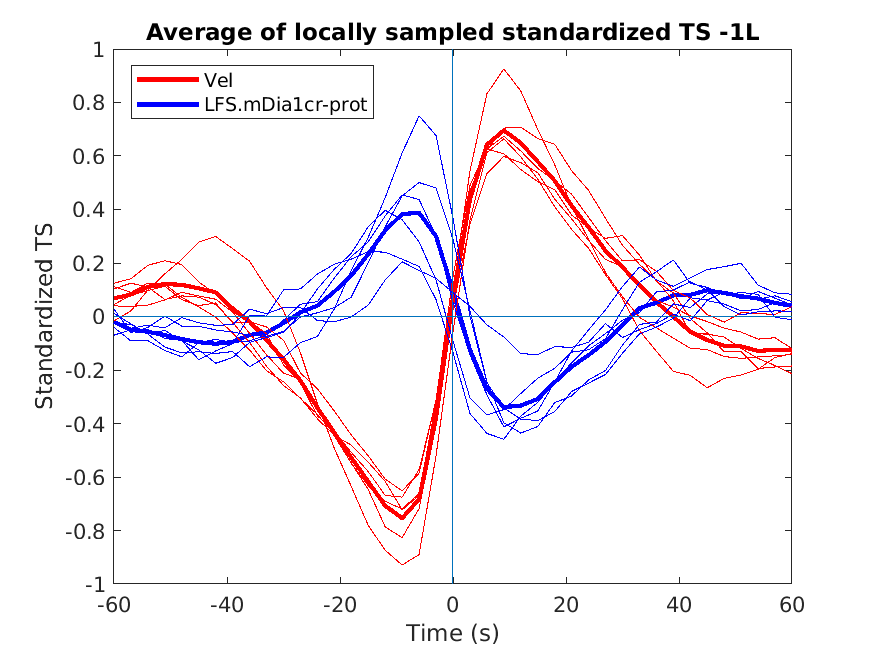 Average of locally sampled standardized TS -1L
Vel
LFS.mDia1cr-prot
Standardized TS
1
0.8
0.6
0.4
0.2
0
-0.2
-0.4
-0.6
-0.8
-1
-60 -40 -20 0 20 40 60
Time (s)